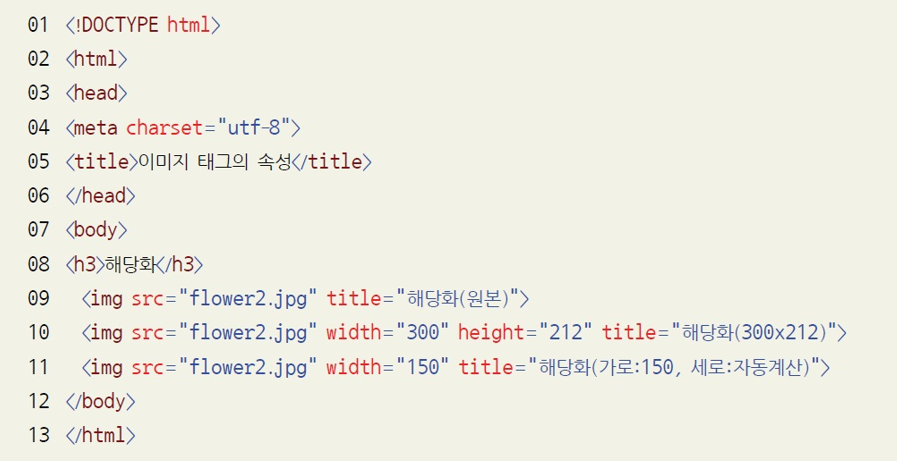 01 <!DOCTYPE html>
02 <html>
03 <head>
04 <meta charset="utf-8">
05 <title>이미지 태그의 속성</title>
06 </head>
07 <body>
08 <h3>해당화</h3>
09 <img src="flower2.jpg" title="해당화(원본)">
10 <img src="flower2.jpg" width="300" height="212" title="해당화(300x212)">
11 <img src="flower2.jpg" width="150" title="해당화(가로:150, 세로:자동계산)">
12 </body>
13 </html>